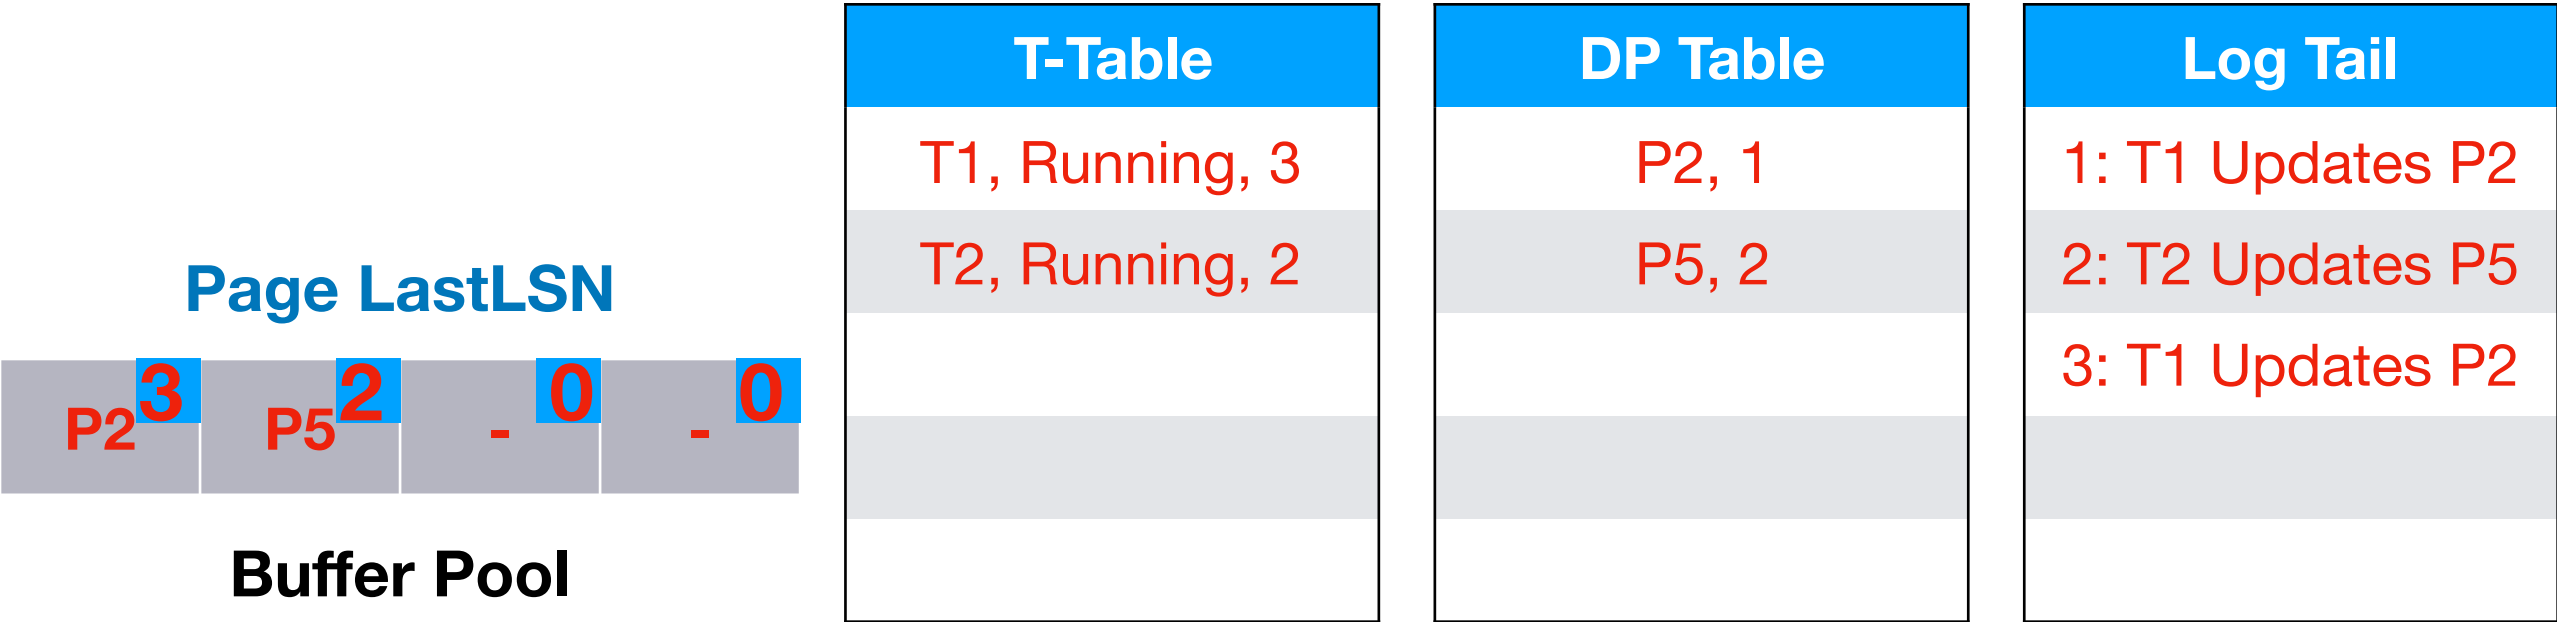 Page LastLSN
P2 3 P5 2 - 0 - 0
Buffer Pool
T-Table
T1, Running, 3
T2, Running, 2
DP Table
P2, 1
P5, 2
Log Tail
1: T1 Updates P2
2: T2 Updates P5
3: T1 Updates P2